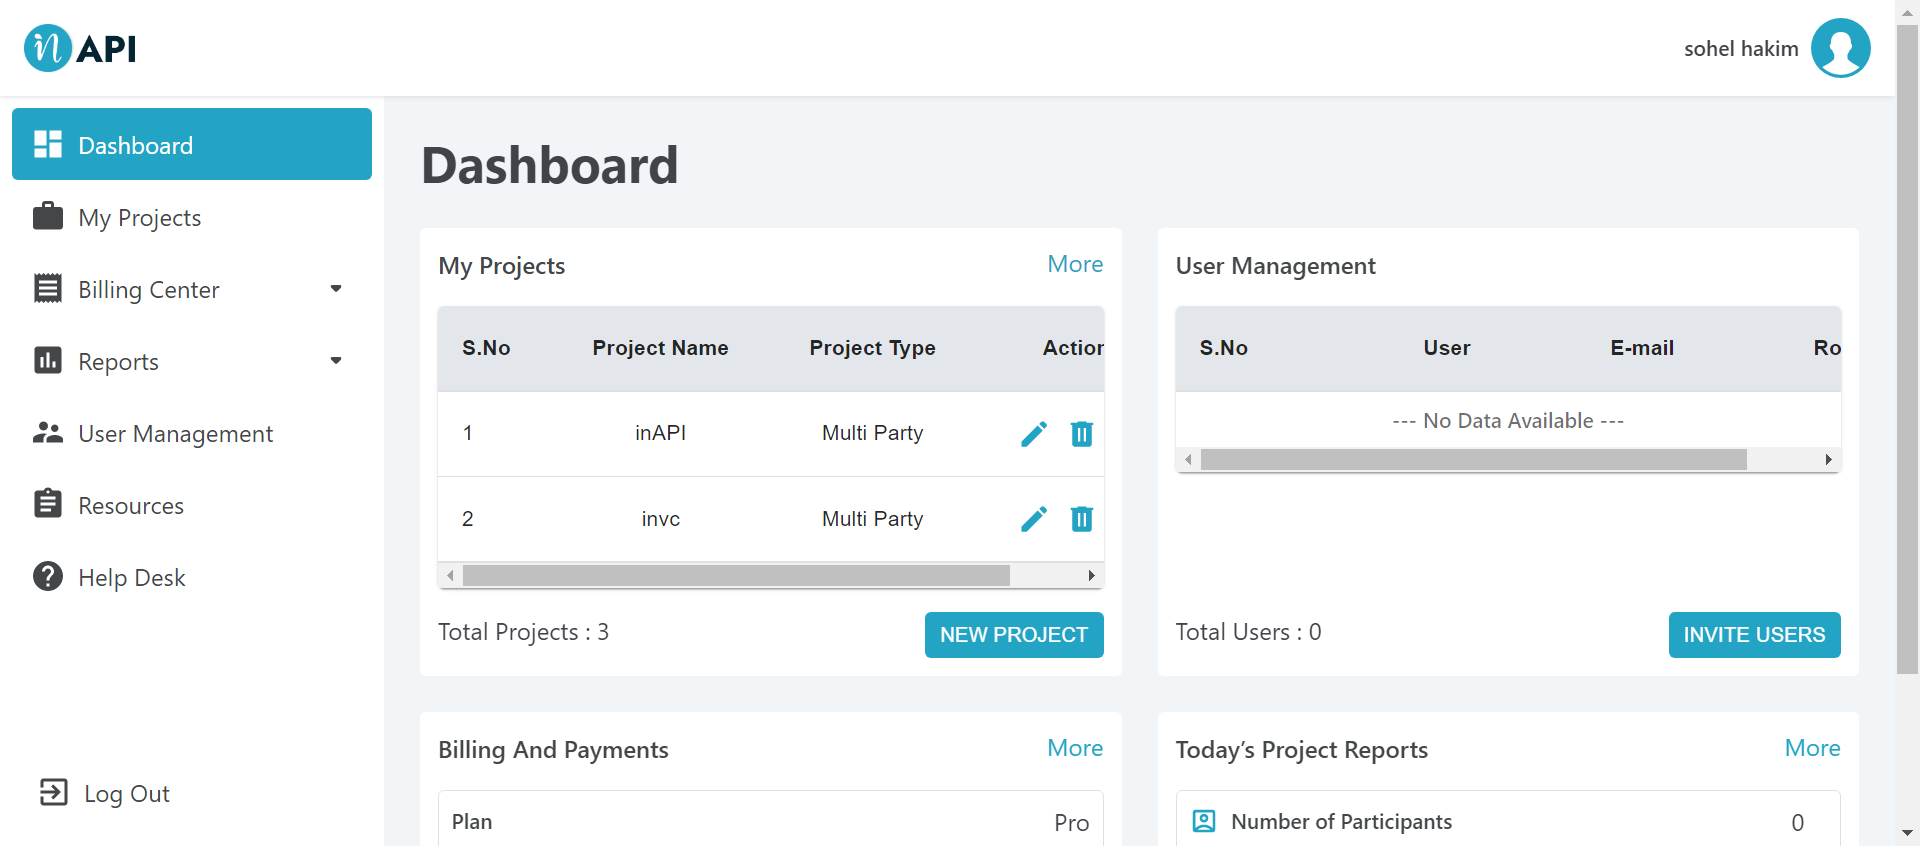 in API
sohel hakim
Dashboard
My Projects
Billing Center
Reports
User Management
Resources
Help Desk
Log Out
Dashboard
My Projects More
S.No Project Name Project Type Action
1 inAPI Multi Party
2 invc Multi Party
Total Projects : 3 NEW PROJECT
User Management
S.No User E-mail Ro
--- No Data Available ---
Total Users : 0 INVITE USERS
Billing And Payments More
Plan Pro
Today’s Project Reports More
Number of Participants 0